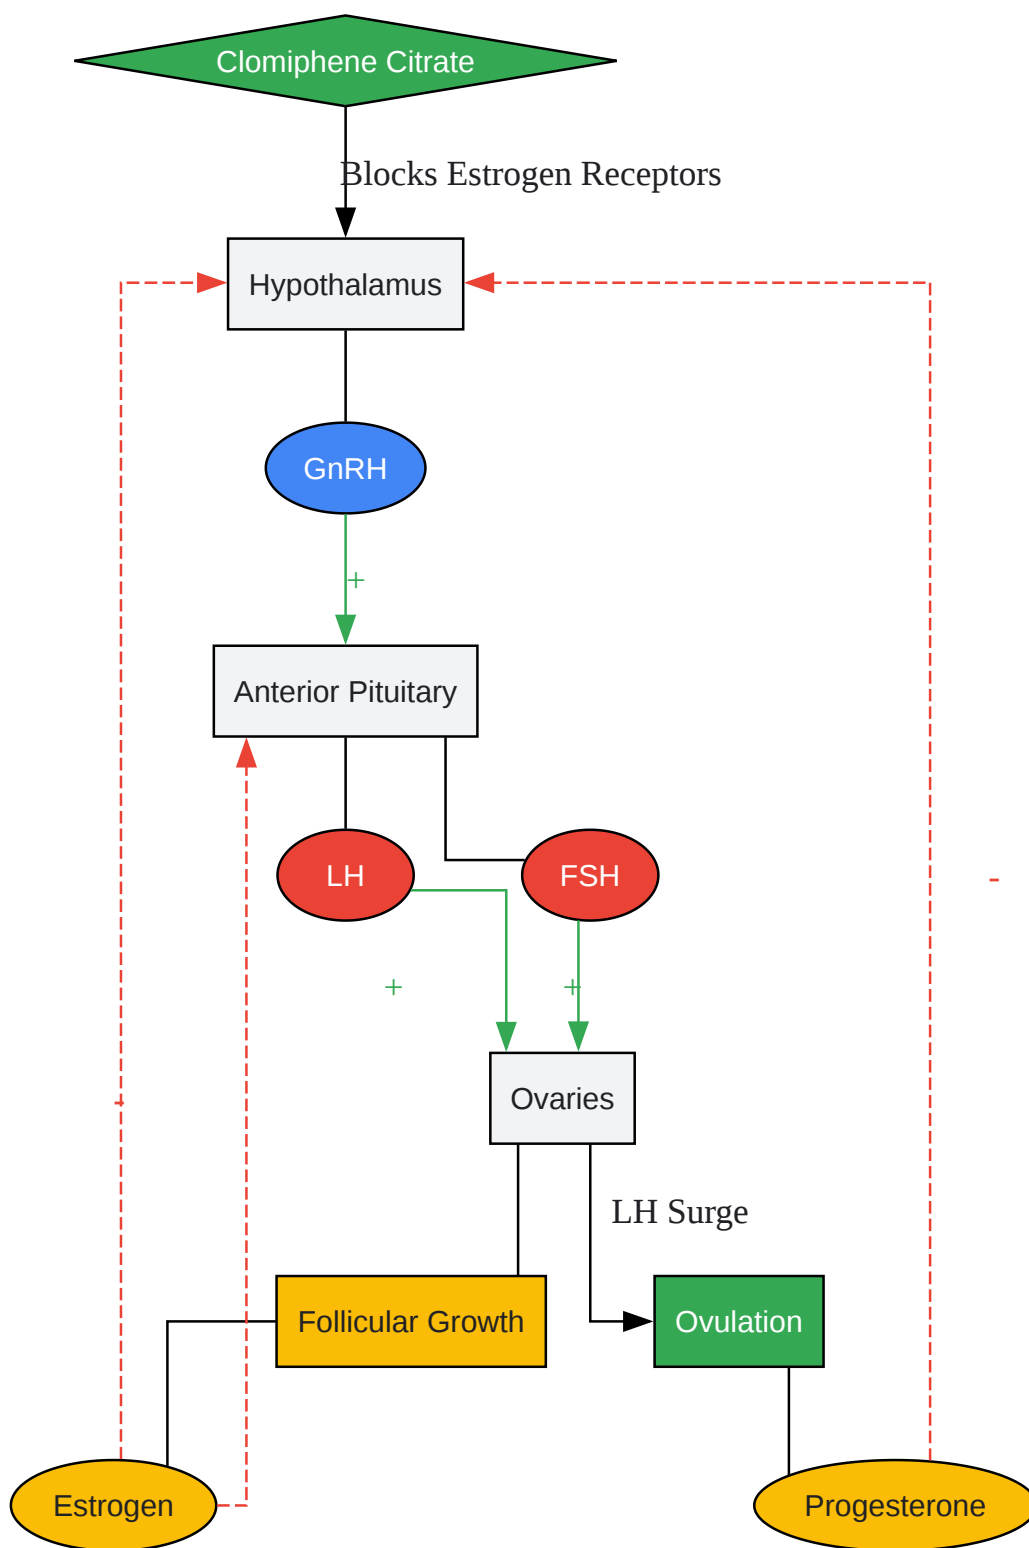 Clomiphene Citrate
Blocks Estrogen Receptors
Hypothalamus
GnRH
+
Anterior Pituitary
LH
FSH
-
+
+
Ovaries
-
LH Surge
Follicular Growth
Ovulation
Estrogen
Progesterone